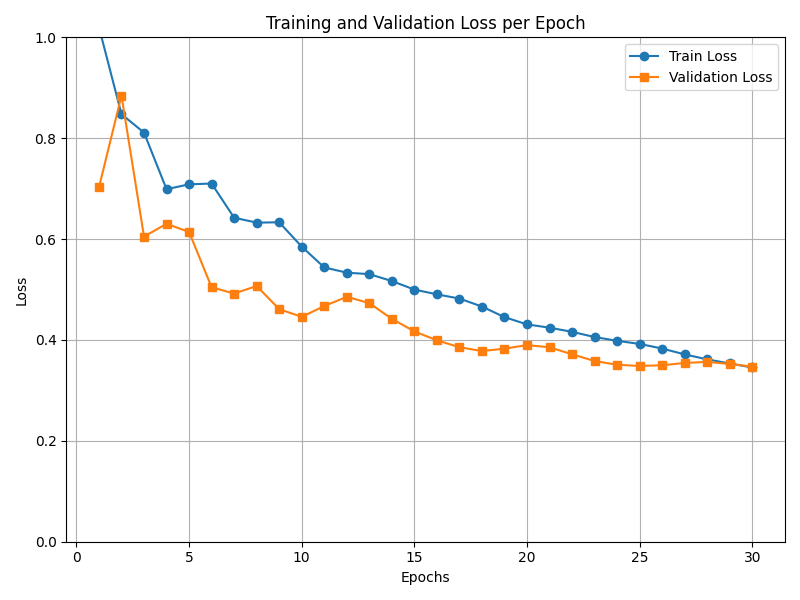 Training and Validation Loss per Epoch
Train Loss
Validation Loss
Loss
1.0
0.8
0.6
0.4
0.2
0.0
0 5 10 15 20 25 30
Epochs